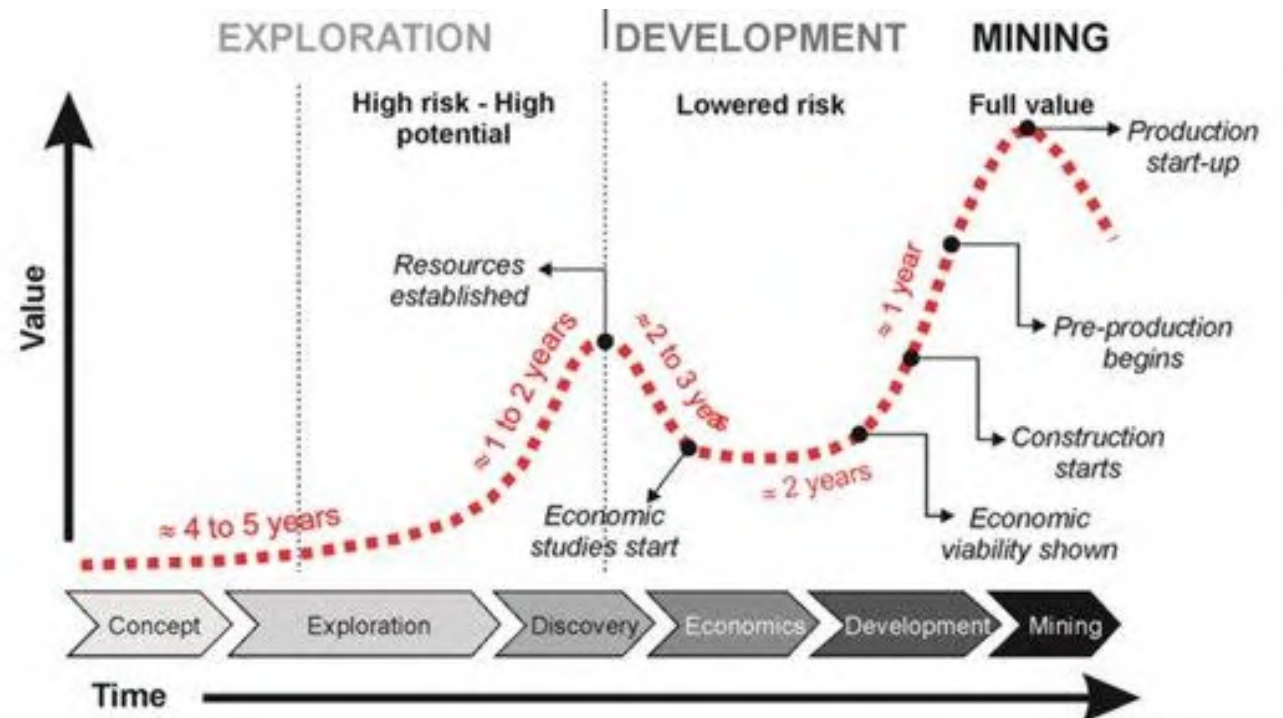 EXPLORATION
DEVELOPMENT
MINING
High risk - High
potential
Lowered risk
Full value
Production
start-up
Value
Resources
established
≈ 4 to 5 years
≈ 1 to 2 years
≈ 2 to 3 years
≈ 2 years
≈ 1 year
Pre-production
begins
Construction
starts
Economic
studies start
Economic
viability shown
Concept
Exploration
Discovery
Economics
Development
Mining
Time